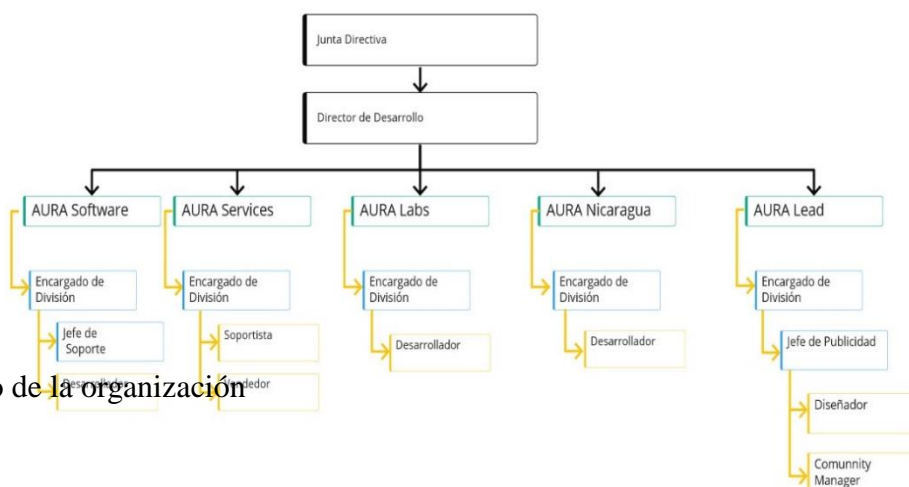 Junta Directiva
Director de Desarrollo
AURA Software
AURA Services
AURA Labs
AURA Nicaragua
AURA Lead
Encargado de
División
Encargado de
División
Encargado de
División
Encargado de
División
Encargado de
División
Jefe de
Soporte
Soportista
Desarrollador
Desarrollador
Jefe de Publicidad
Desarrollador
Vendedor
o de la organización
Diseñador
Comunnity
Manager